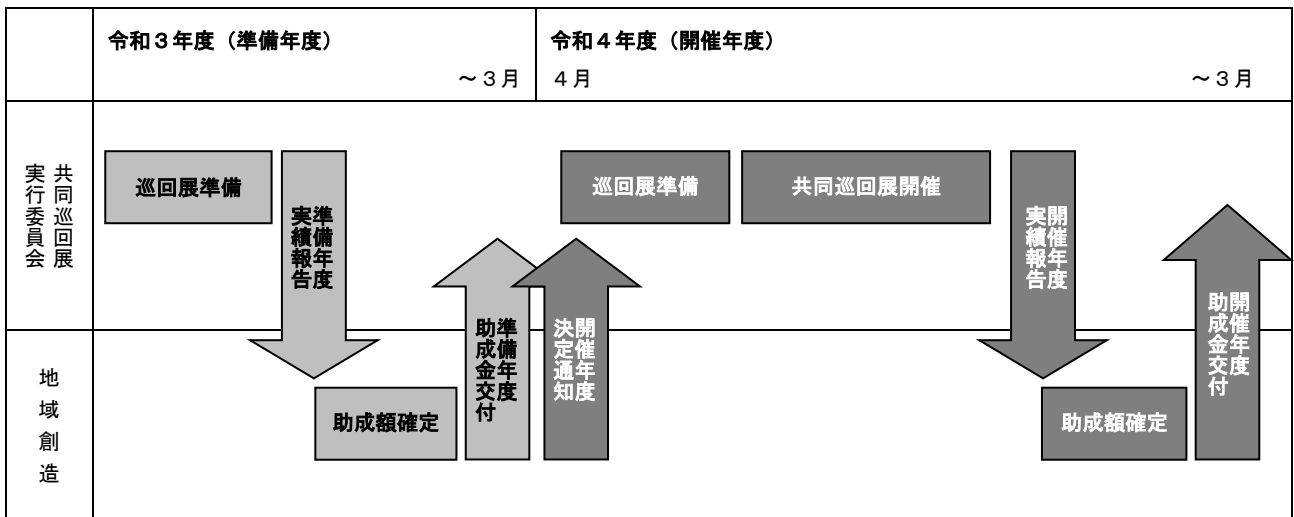 令和３年度（準備年度）
～３月
令和４年度（開催年度）
４月
～３月
共同巡回展
実行委員会
巡回展準備
準備年度
実績報告
準備年度
助成金交付
開催年度
決定通知
巡回展準備
共同巡回展開催
開催年度
実績報告
開催年度
助成金交付
地域創造
助成額確定
助成額確定